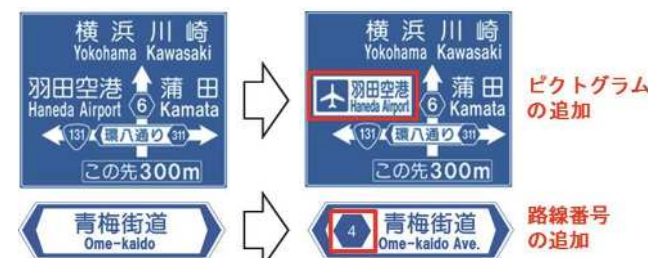 横浜 川崎
Yokohama Kawasaki
羽田空港 蒲田
Haneda Airport 6 Kamata
131 環八通り 311
この先300m
横浜 川崎
Yokohama Kawasaki
羽田空港 蒲田
Haneda Airport 6 Kamata
131 環八通り 311
この先300m
ピクトグラム
の追加
青梅街道
Ome-kaido
4 青梅街道
Ome-kaido Ave.
路線番号
の追加